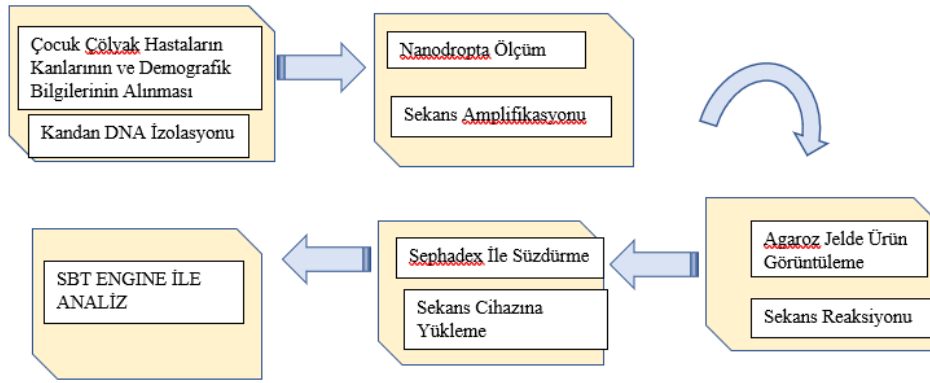 Çocuk Çölyak Hastaların
Kanlarının ve Demografik
Bilgilerinin Alınması
Kandan DNA İzolasyonu
Nanodropta Ölçüm
Sekans Amplifikasyonu
Agaroz Jelde Ürün
Görüntüleme
Sekans Reaksiyonu
Sephadex İle Süzdürme
Sekans Cihazına
Yükleme
SBT ENGINE İLE
ANALİZ